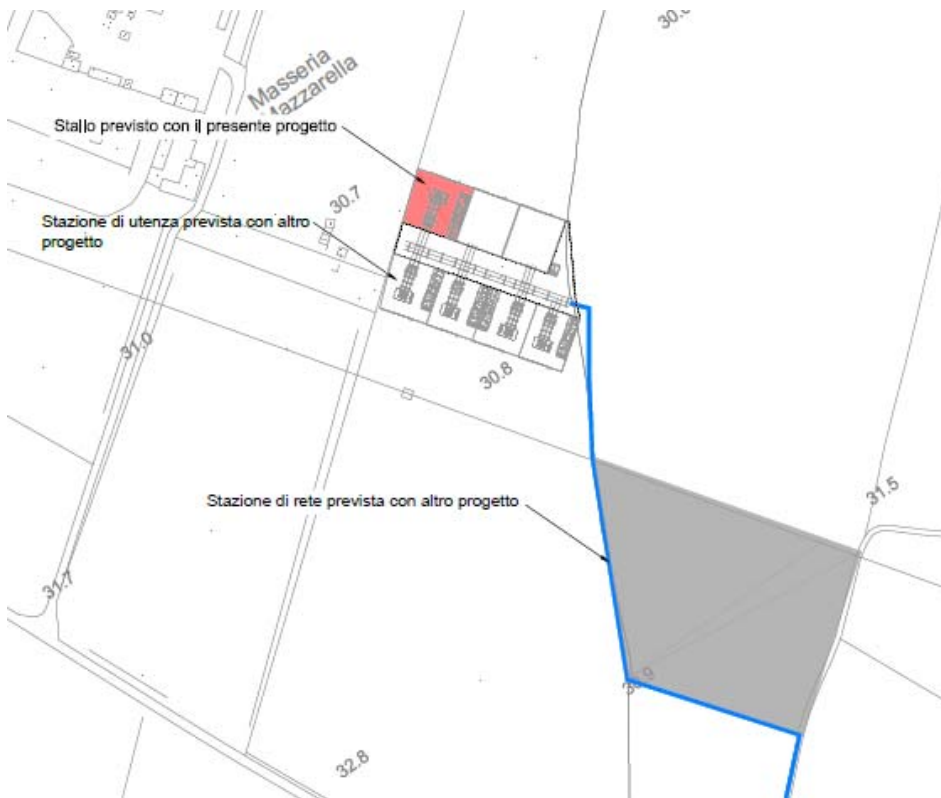 30.6
Masseria
Mazzarella
Stallo previsto con il presente progetto
30.7
Stazione di utenza prevista con altro
progetto
31.0
30.8
Stazione di rete prevista con altro progetto
31.5
31.7
32.8